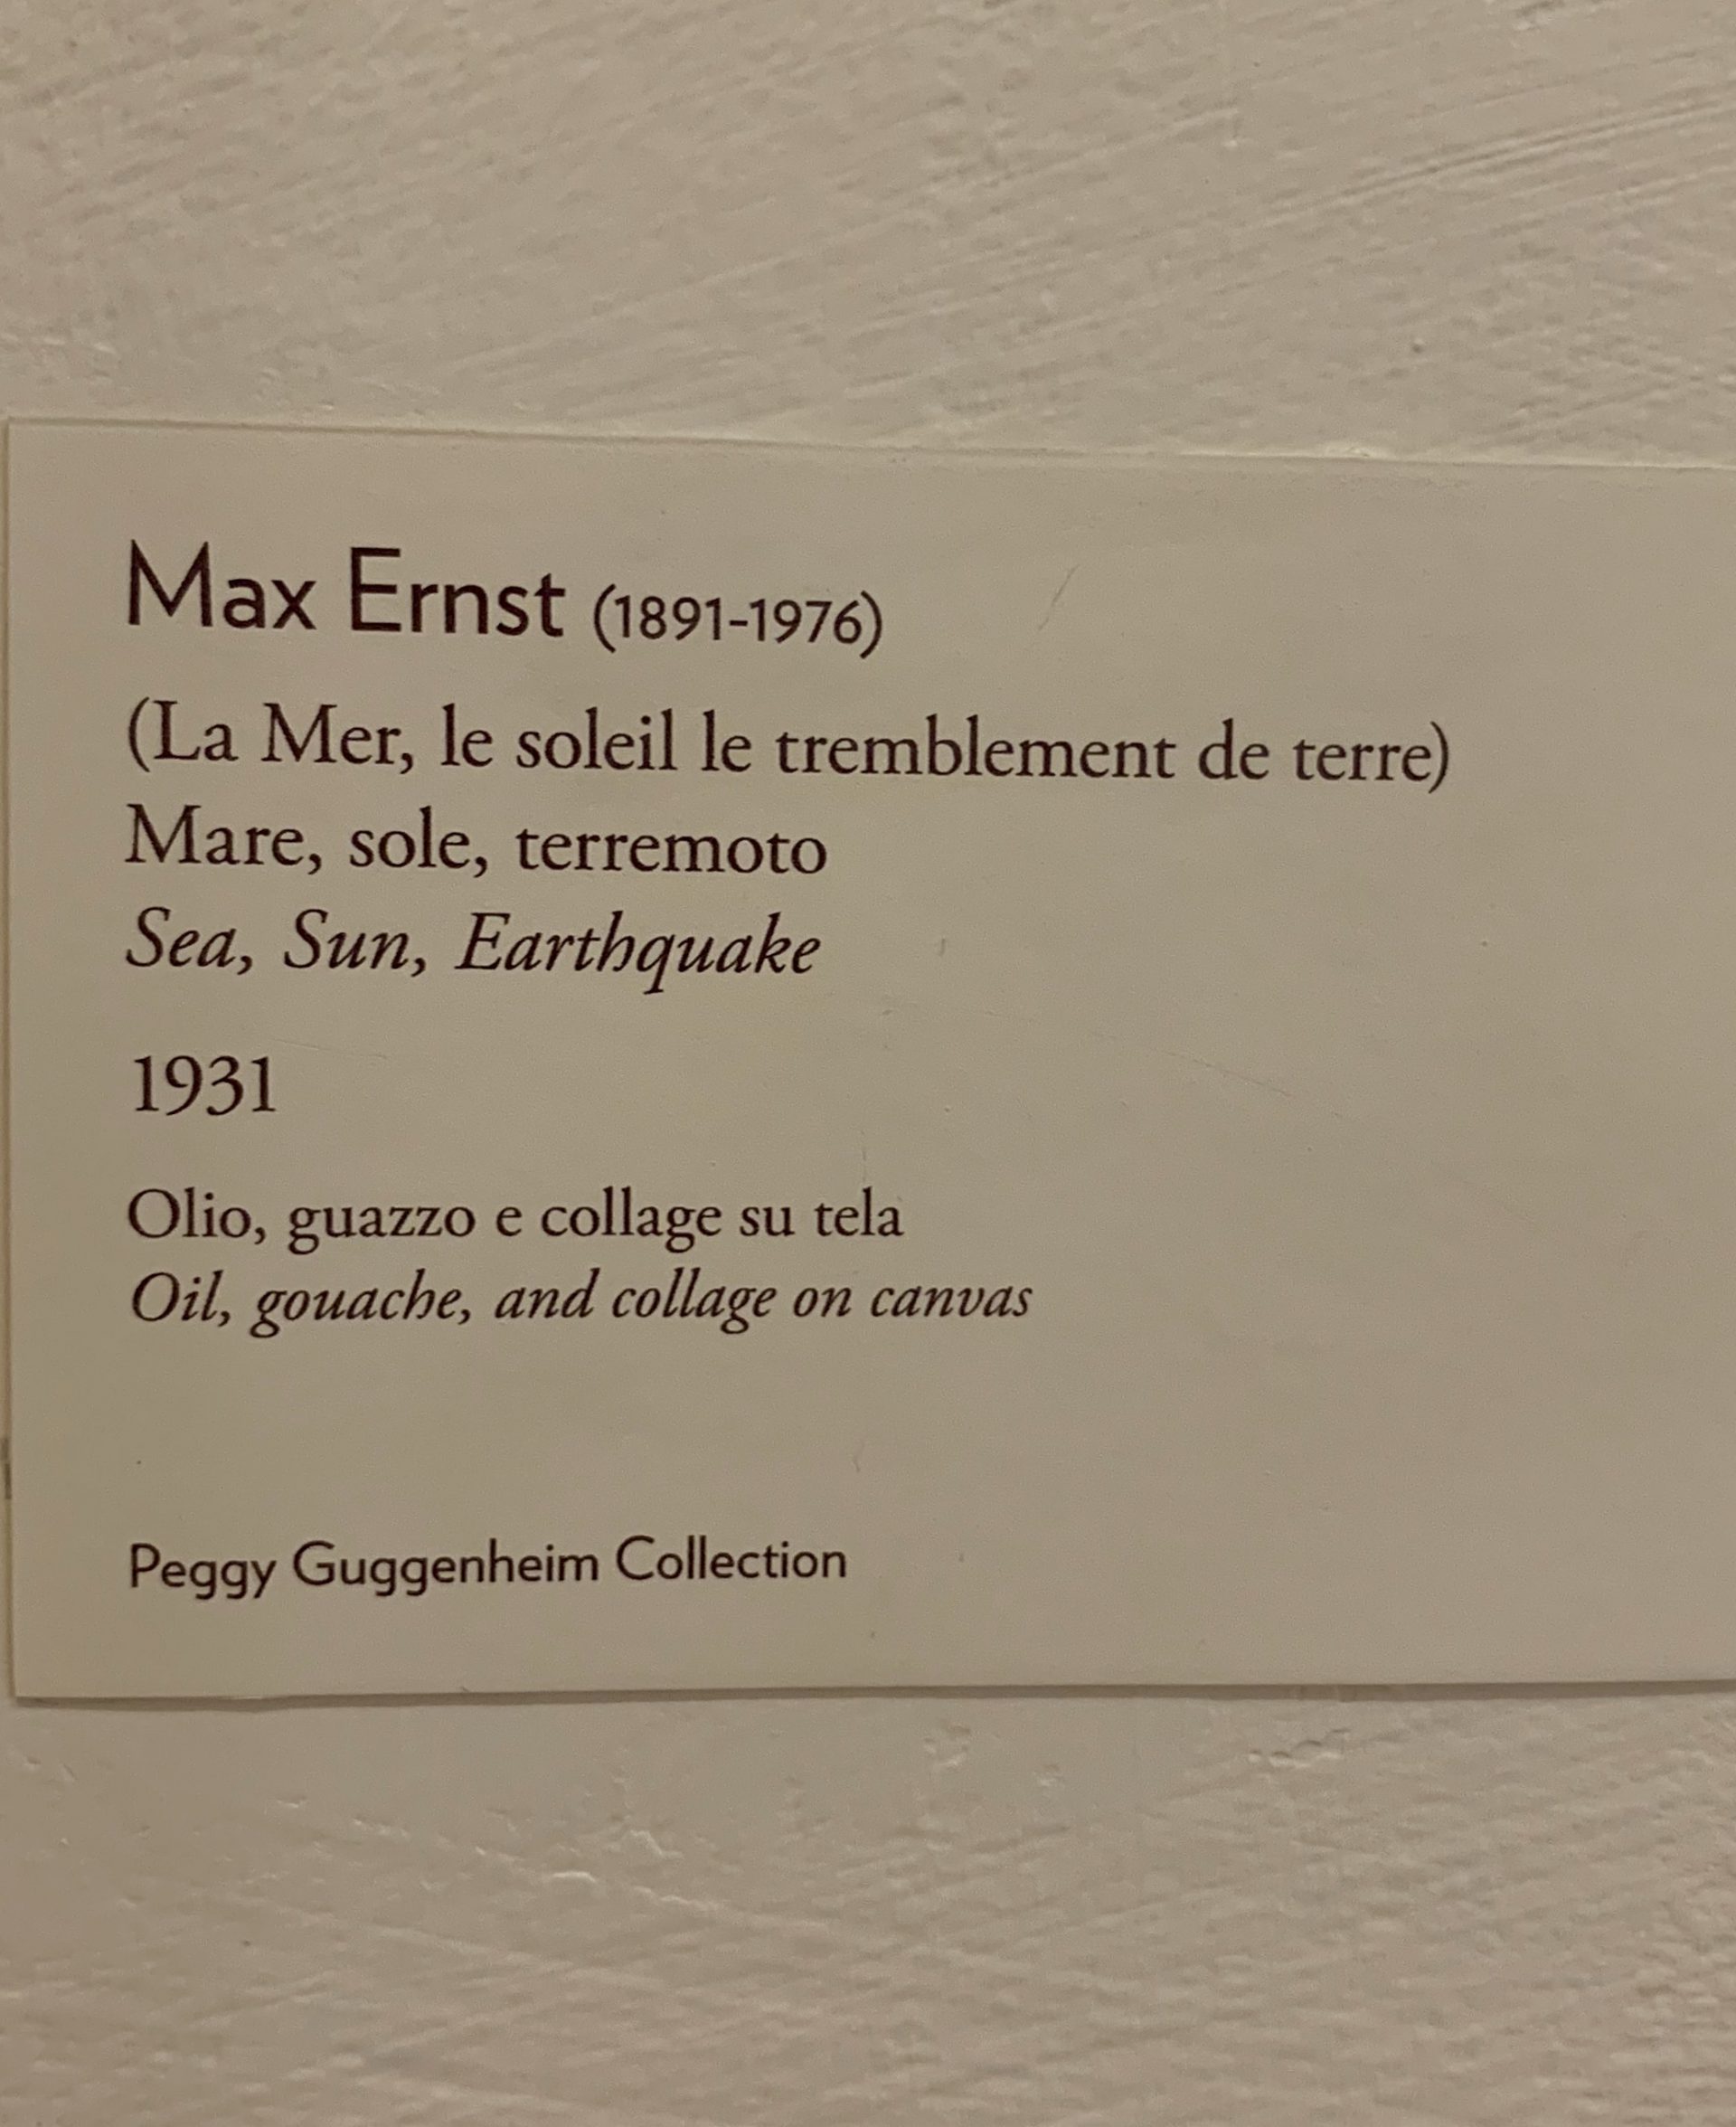 Max Ernst (1891-1976)
(La Mer, le soleil le tremblement de terre)
Mare, sole, terremoto
Sea, Sun, Earthquake
1931
Olio, guazzo e collage su tela
Oil, gouache, and collage on canvas
Peggy Guggenheim Collection